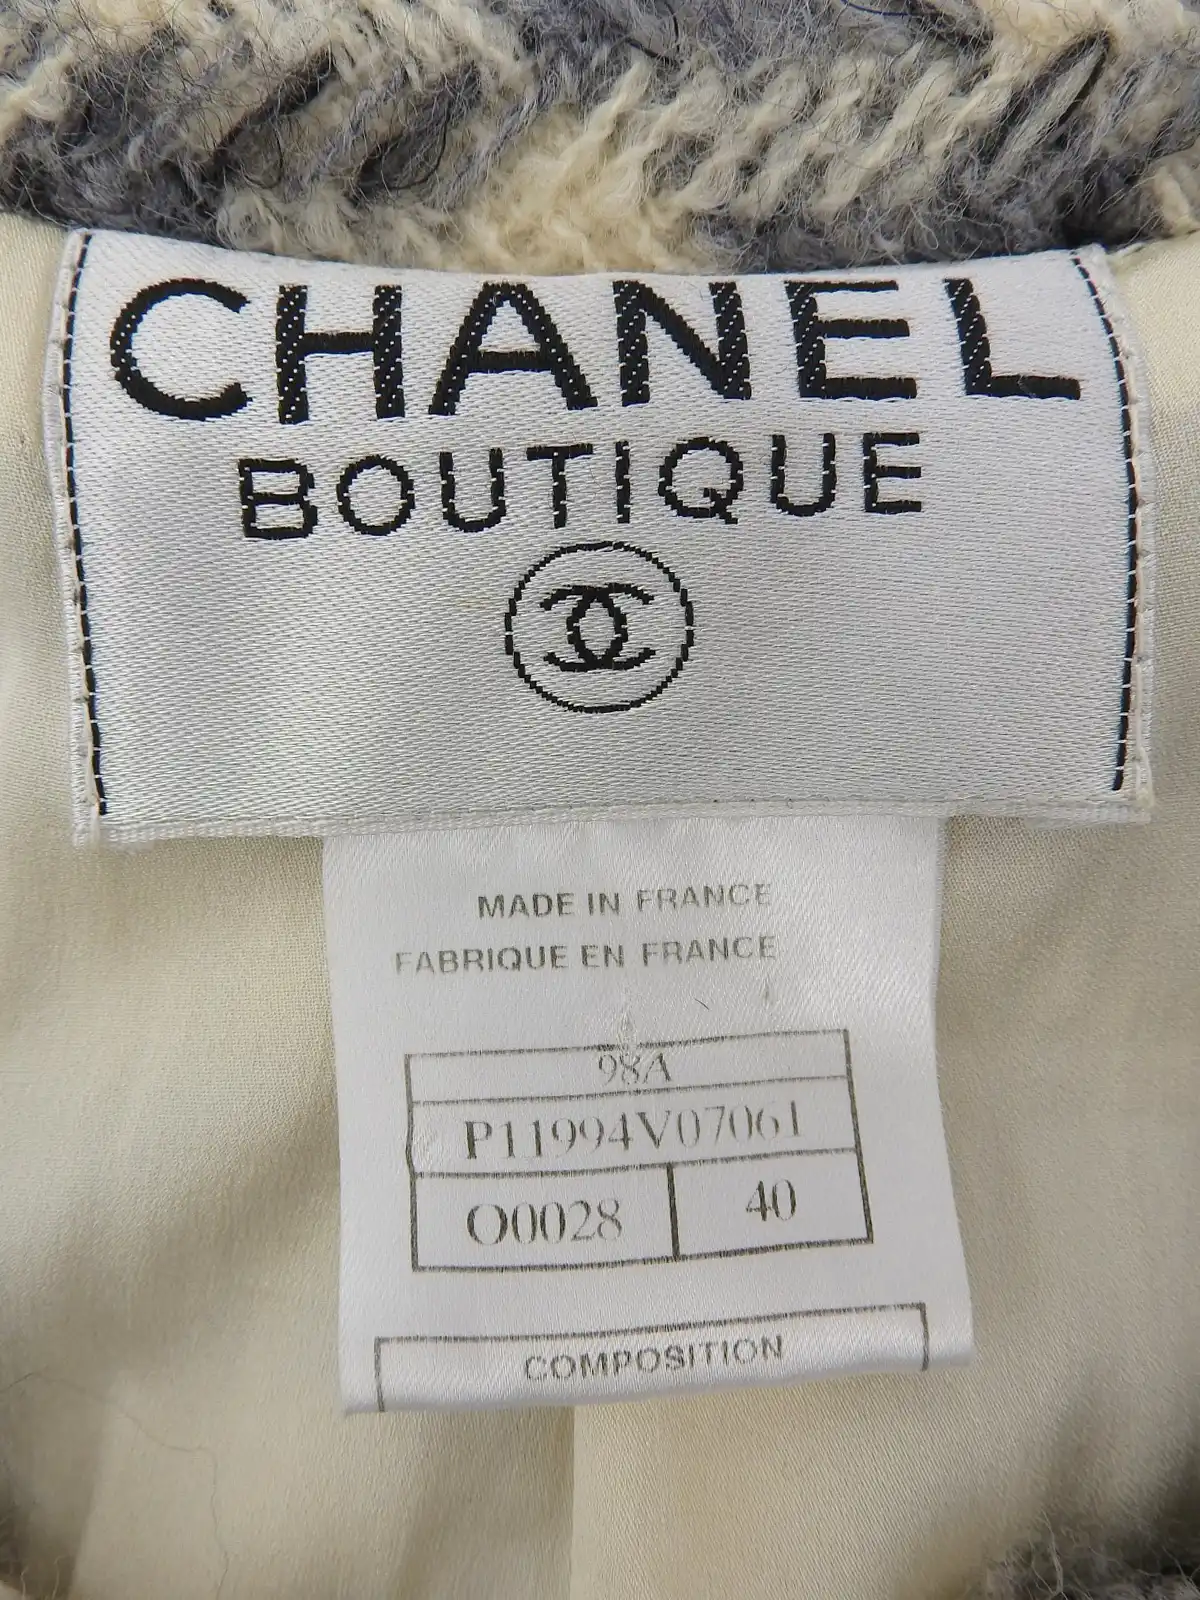 CHANEL
BOUTIQUE
MADE IN FRANCE
FABRIQUE EN FRANCE
98A
P11994V07061
O0028 40
COMPOSITION